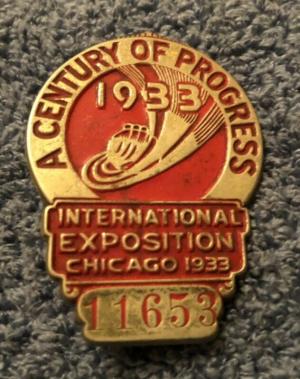 A CENTURY OF PROGRESS
1933
INTERNATIONAL
EXPOSITION
CHICAGO 1933
11653